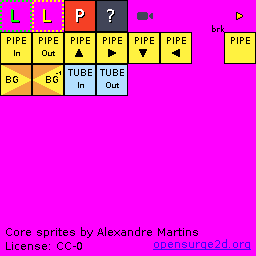 L L P ?
brk
PIPE PIPE PIPE PIPE PIPE PIPE PIPE
In Out
BG BG -1 TUBE TUBE
In Out
Core sprites by Alexandre Martins
License: CC-0 opensurge2d.org